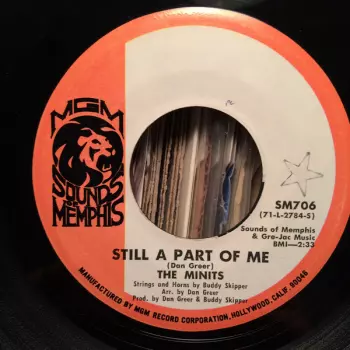 MGM
SOUNDS
OF
MEMPHIS
SM706
(71-L-2784-S)
Sounds of Memphis
& Gro-Jac Music
BMI—2:33
STILL A PART OF ME
(Dan Greer)
THE MINITS
Strings and Horns by Buddy Skipper
Arr. by Dan Greer
Prod. by Dan Greer & Buddy Skipper
MANUFACTURED BY MGM RECORD CORPORATION, HOLLYWOOD, CALIF. 90046